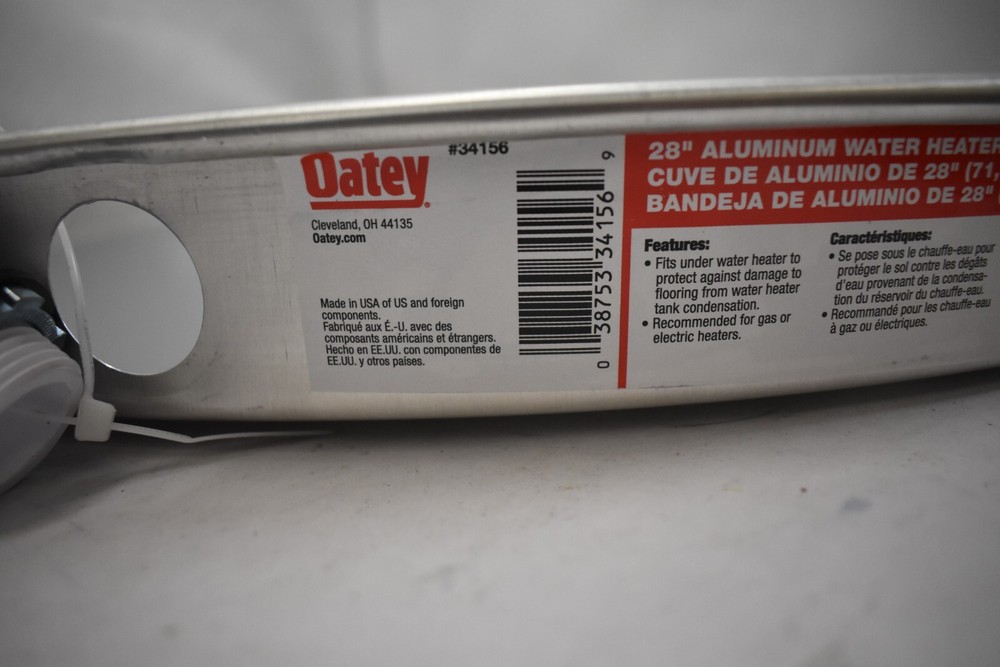 Oatey
#34156
Cleveland, OH 44135
Oatey.com
Made in USA of US and foreign
components.
Fabriqué aux É.-U. avec des
composants américains et étrangers.
Hecho en EE.UU. con componentes de
EE.UU. y otros paises.
0 38753 34156 9
28" ALUMINUM WATER HEATER
CUVE DE ALUMINIO DE 28" (71,
BANDEJA DE ALUMINIO DE 28"
Features:
• Fits under water heater to
protect against damage to
flooring from water heater
tank condensation.
• Recommended for gas or
electric heaters.
Caractéristiques:
• Se pose sous le chauffe-eau pour
protéger le sol contre les dégâts
d'eau provenant de la condensa-
tion du réservoir du chauffe-eau.
• Recommandé pour les chauffe-eau
à gaz ou électriques.